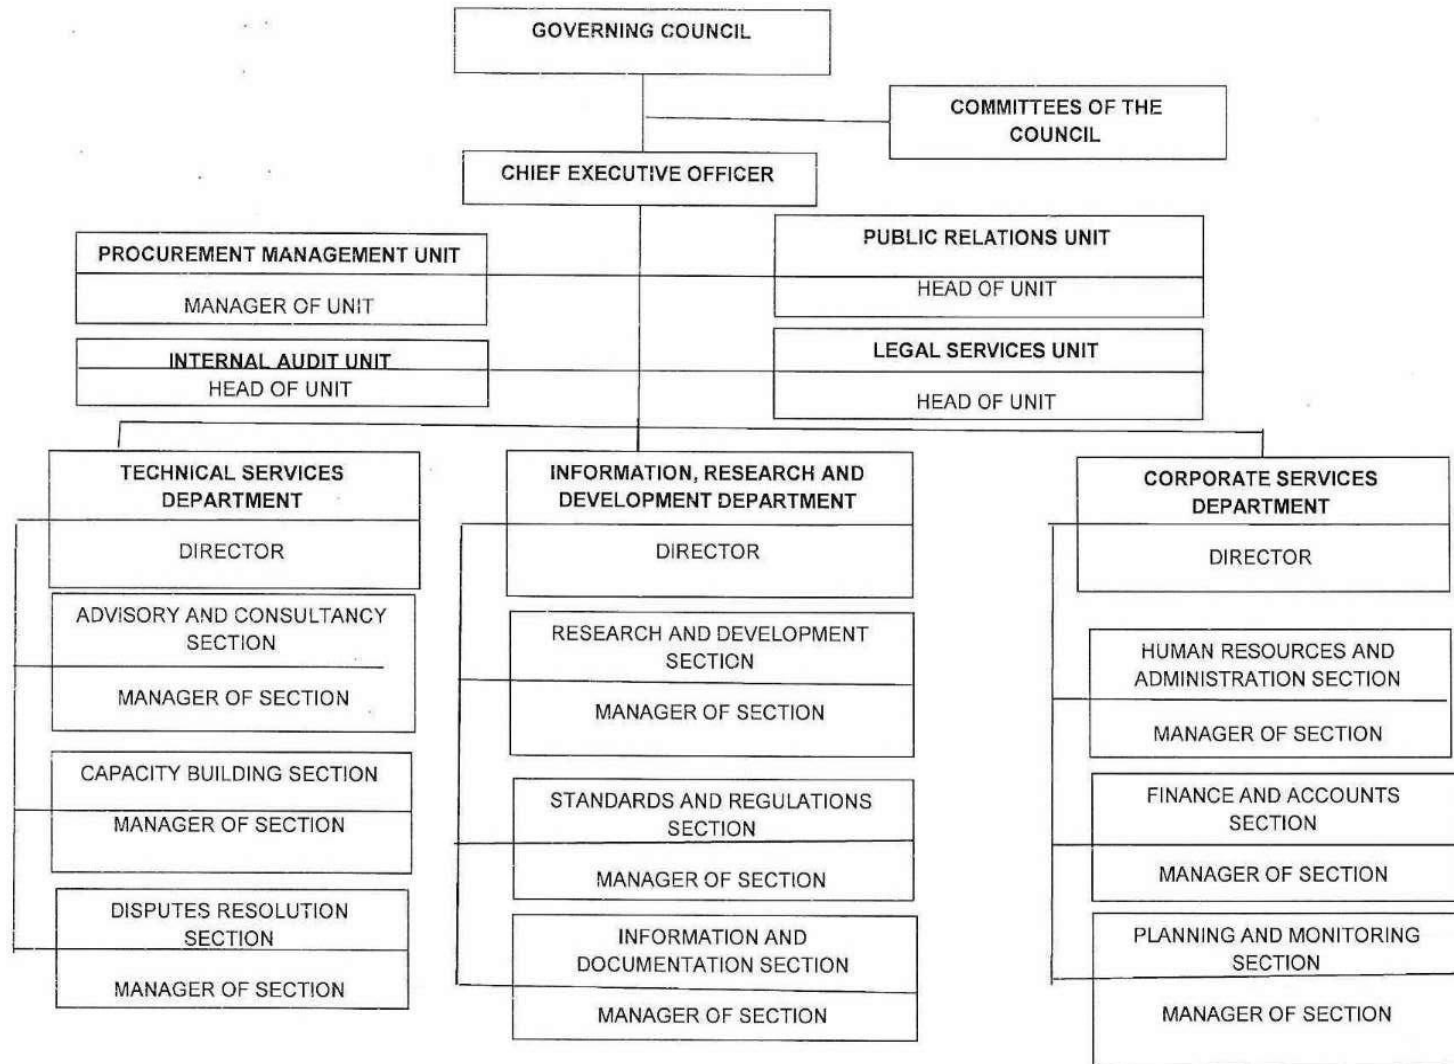 GOVERNING COUNCIL
COMMITTEES OF THE
COUNCIL
CHIEF EXECUTIVE OFFICER
PROCUREMENT MANAGEMENT UNIT
MANAGER OF UNIT
PUBLIC RELATIONS UNIT
HEAD OF UNIT
INTERNAL AUDIT UNIT
HEAD OF UNIT
LEGAL SERVICES UNIT
HEAD OF UNIT
TECHNICAL SERVICES
DEPARTMENT
DIRECTOR
ADVISORY AND CONSULTANCY
SECTION
MANAGER OF SECTION
CAPACITY BUILDING SECTION
MANAGER OF SECTION
DISPUTES RESOLUTION
SECTION
MANAGER OF SECTION
INFORMATION, RESEARCH AND
DEVELOPMENT DEPARTMENT
DIRECTOR
RESEARCH AND DEVELOPMENT
SECTION
MANAGER OF SECTION
STANDARDS AND REGULATIONS
SECTION
MANAGER OF SECTION
INFORMATION AND
DOCUMENTATION SECTION
MANAGER OF SECTION
CORPORATE SERVICES
DEPARTMENT
DIRECTOR
HUMAN RESOURCES AND
ADMINISTRATION SECTION
MANAGER OF SECTION
FINANCE AND ACCOUNTS
SECTION
MANAGER OF SECTION
PLANNING AND MONITORING
SECTION
MANAGER OF SECTION